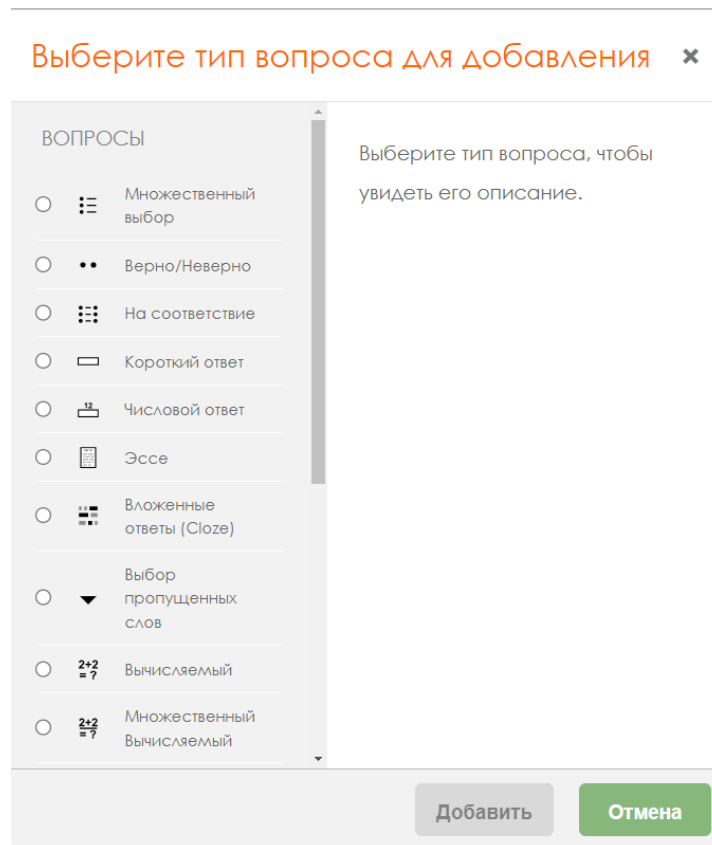 Выберите тип вопроса для добавления ×
ВОПРОСЫ
Множественный
выбор
Верно/Неверно
На соответствие
Короткий ответ
12
Числовой ответ
Эссе
Вложенные
ответы (Cloze)
Выбор
пропущенных
слов
2+2
= ?
Вычисляемый
2+2
= ?
Множественный
Вычисляемый
Выберите тип вопроса, чтобы
увидеть его описание.
Добавить
Отмена